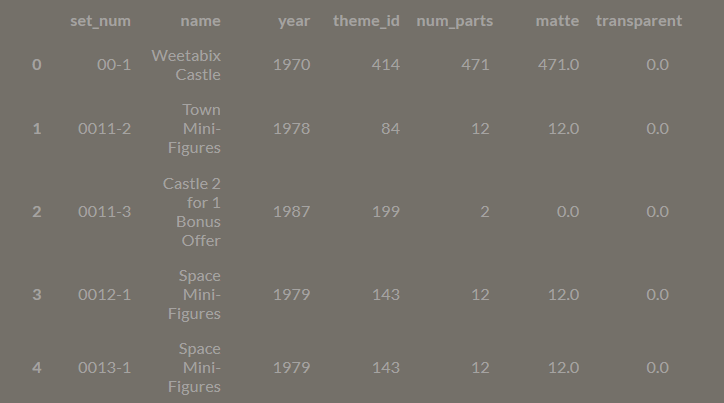 set_num name year theme_id num_parts matte transparent
Weetabix
0 00-1 Castle 1970 414 471 471.0 0.0
Town
1 0011-2 Mini- 1978 84 12 12.0 0.0
Figures
Castle 2
for 1
2 0011-3 Bonus 1987 199 2 0.0 0.0
Offer
Space
3 0012-1 Mini- 1979 143 12 12.0 0.0
Figures
Space
4 0013-1 Mini- 1979 143 12 12.0 0.0
Figures